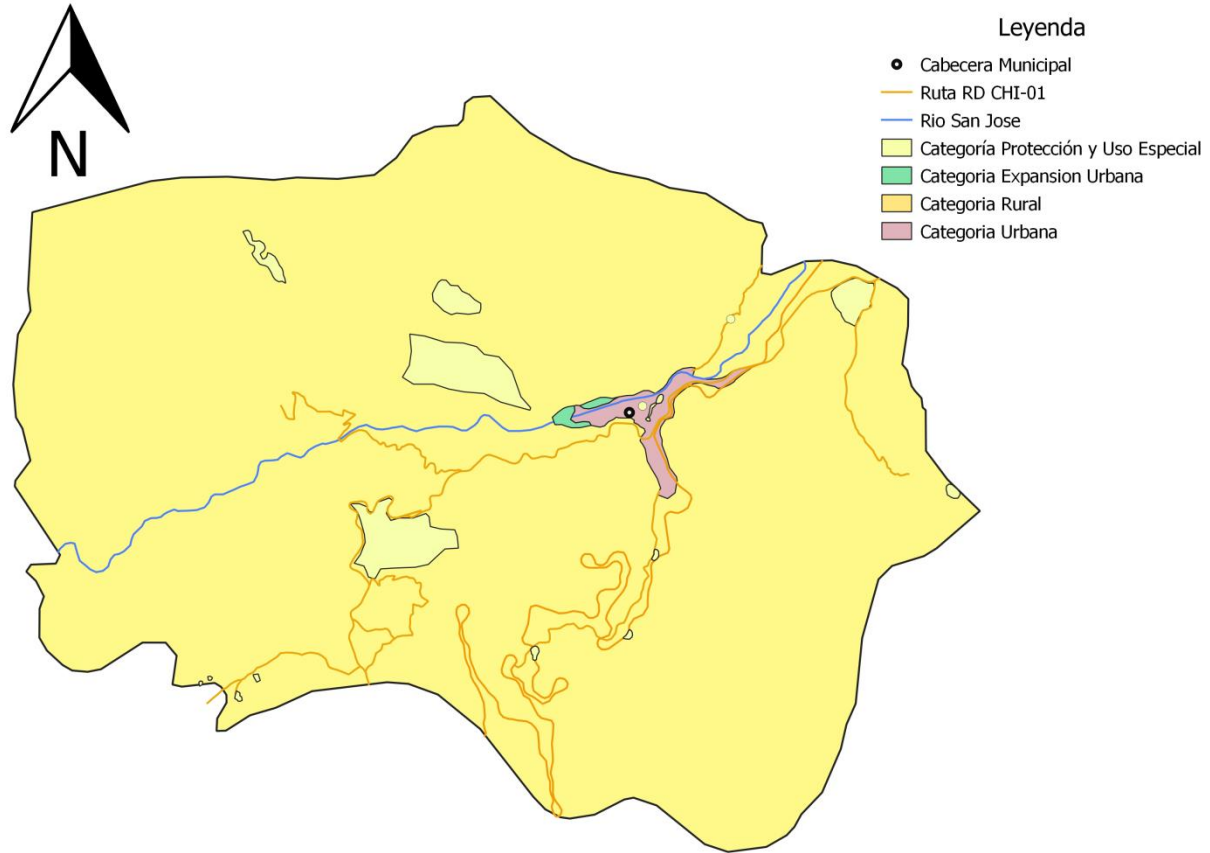 N
Leyenda
Cabecera Municipal
Ruta RD CHI-01
Rio San Jose
Categoría Protección y Uso Especial
Categoria Expansion Urbana
Categoria Rural
Categoria Urbana